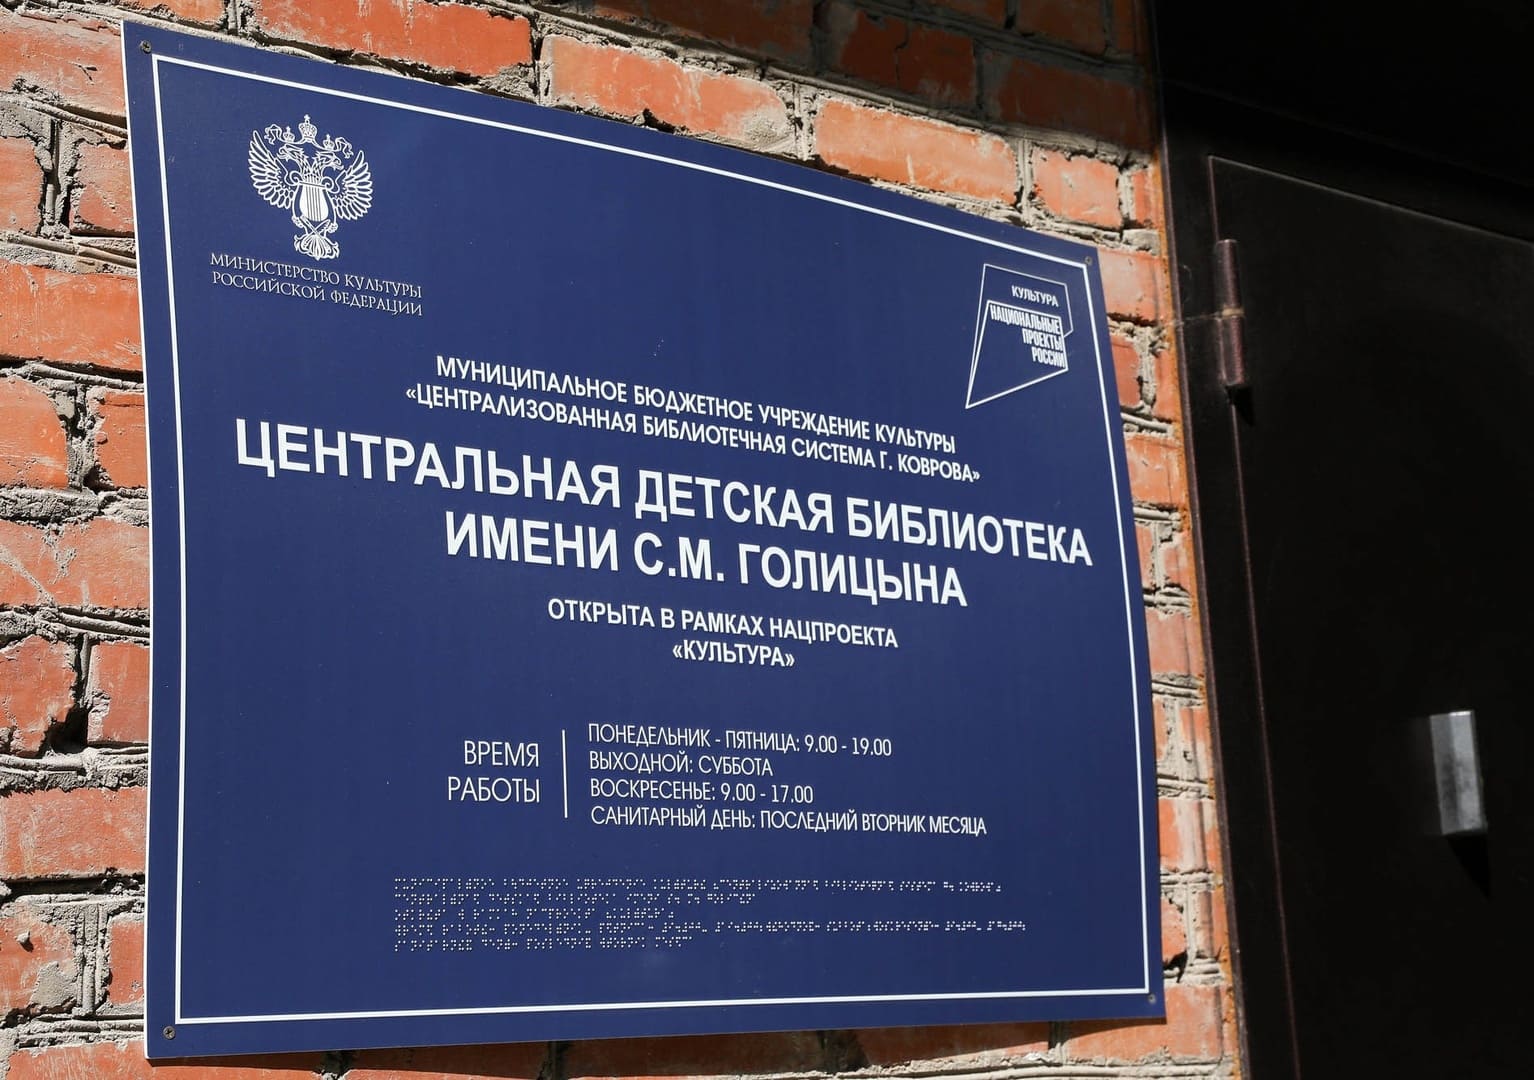 МИНИСТЕРСТВО КУЛЬТУРЫ
РОССИЙСКОЙ ФЕДЕРАЦИИ
КУЛЬТУРА
НАЦИОНАЛЬНЫЕ
ПРОЕКТЫ
РОССИИ
МУНИЦИПАЛЬНОЕ БЮДЖЕТНОЕ УЧРЕЖДЕНИЕ КУЛЬТУРЫ
«ЦЕНТРАЛИЗОВАННАЯ БИБЛИОТЕЧНАЯ СИСТЕМА Г. КОВРОВА»
ЦЕНТРАЛЬНАЯ ДЕТСКАЯ БИБЛИОТЕКА
ИМЕНИ С.М. ГОЛИЦЫНА
ОТКРЫТА В РАМКАХ НАЦПРОЕКТА
«КУЛЬТУРА»
ВРЕМЯ
РАБОТЫ
ПОНЕДЕЛЬНИК - ПЯТНИЦА: 9.00 - 19.00
ВЫХОДНОЙ: СУББОТА
ВОСКРЕСЕНЬЕ: 9.00 - 17.00
САНИТАРНЫЙ ДЕНЬ: ПОСЛЕДНИЙ ВТОРНИК МЕСЯЦА